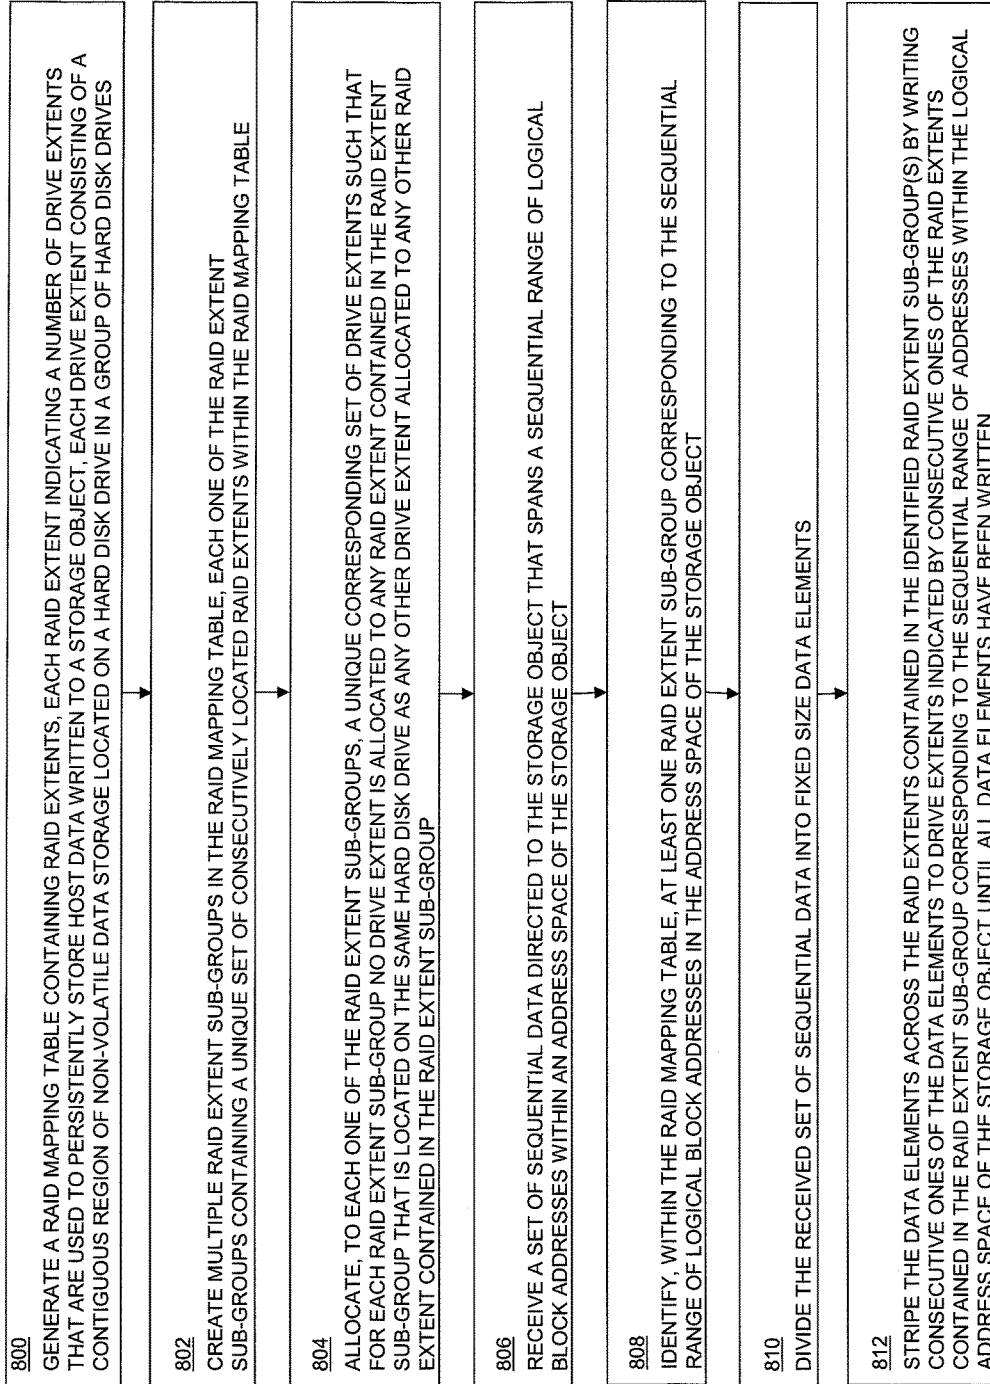 800
GENERATE A RAID MAPPING TABLE CONTAINING RAID EXTENTS, EACH RAID EXTENT INDICATING A NUMBER OF DRIVE EXTENTS
THAT ARE USED TO PERSISTENTLY STORE HOST DATA WRITTEN TO A STORAGE OBJECT, EACH DRIVE EXTENT CONSISTING OF A
CONTIGUOUS REGION OF NON-VOLATILE DATA STORAGE LOCATED ON A HARD DISK DRIVE IN A GROUP OF HARD DISK DRIVES
802
CREATE MULTIPLE RAID EXTENT SUB-GROUPS IN THE RAID MAPPING TABLE, EACH ONE OF THE RAID EXTENT
SUB-GROUPS CONTAINING A UNIQUE SET OF CONSECUTIVELY LOCATED RAID EXTENTS WITHIN THE RAID MAPPING TABLE
804
ALLOCATE, TO EACH ONE OF THE RAID EXTENT SUB-GROUPS, A UNIQUE CORRESPONDING SET OF DRIVE EXTENTS SUCH THAT
FOR EACH RAID EXTENT SUB-GROUP NO DRIVE EXTENT IS ALLOCATED TO ANY RAID EXTENT CONTAINED IN THE RAID EXTENT
SUB-GROUP THAT IS LOCATED ON THE SAME HARD DISK DRIVE AS ANY OTHER DRIVE EXTENT ALLOCATED TO ANY OTHER RAID
EXTENT CONTAINED IN THE RAID EXTENT SUB-GROUP
806
RECEIVE A SET OF SEQUENTIAL DATA DIRECTED TO THE STORAGE OBJECT THAT SPANS A SEQUENTIAL RANGE OF LOGICAL
BLOCK ADDRESSES WITHIN AN ADDRESS SPACE OF THE STORAGE OBJECT
808
IDENTIFY, WITHIN THE RAID MAPPING TABLE, AT LEAST ONE RAID EXTENT SUB-GROUP CORRESPONDING TO THE SEQUENTIAL
RANGE OF LOGICAL BLOCK ADDRESSES IN THE ADDRESS SPACE OF THE STORAGE OBJECT
810
DIVIDE THE RECEIVED SET OF SEQUENTIAL DATA INTO FIXED SIZE DATA ELEMENTS
812
STRIPE THE DATA ELEMENTS ACROSS THE RAID EXTENTS CONTAINED IN THE IDENTIFIED RAID EXTENT SUB-GROUP(S) BY WRITING
CONSECUTIVE ONES OF THE DATA ELEMENTS TO DRIVE EXTENTS INDICATED BY CONSECUTIVE ONES OF THE RAID EXTENTS
CONTAINED IN THE RAID EXTENT SUB-GROUP CORRESPONDING TO THE SEQUENTIAL RANGE OF ADDRESSES WITHIN THE LOGICAL
ADDRESS SPACE OF THE STORAGE OBJECT UNTIL ALL DATA ELEMENTS HAVE BEEN WRITTEN